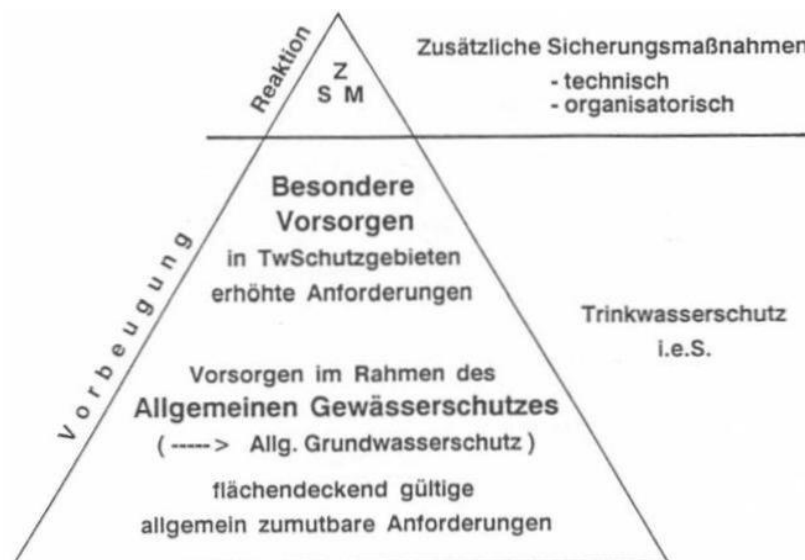 Reaktion
Z
S M
Zusätzliche Sicherungsmaßnahmen
- technisch
- organisatorisch
Vorbeugung
Besondere
Vorsorgen
in TwSchutzgebieten
erhöhte Anforderungen
Trinkwasserschutz
i.e.S.
Vorsorgen im Rahmen des
Allgemeinen Gewässerschutzes
( -----> Allg. Grundwasserschutz )
flächendeckend gültige
allgemein zumutbare Anforderungen